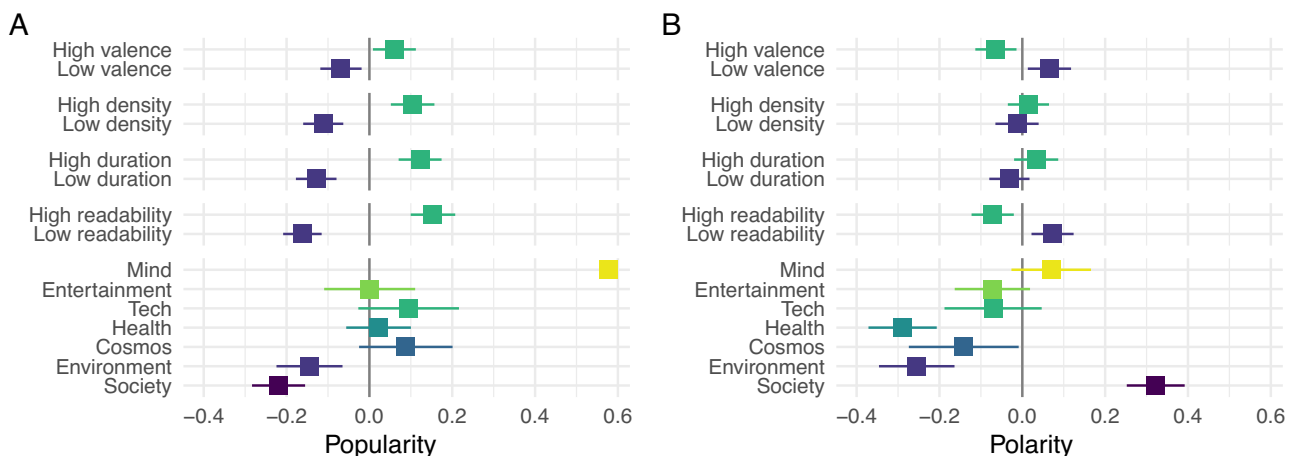 A
High valence
Low valence
High density
Low density
High duration
Low duration
High readability
Low readability
Mind
Entertainment
Tech
Health
Cosmos
Environment
Society
−0.4 −0.2 0.0 0.2 0.4 0.6
Popularity
B
High valence
Low valence
High density
Low density
High duration
Low duration
High readability
Low readability
Mind
Entertainment
Tech
Health
Cosmos
Environment
Society
−0.4 −0.2 0.0 0.2 0.4 0.6
Polarity